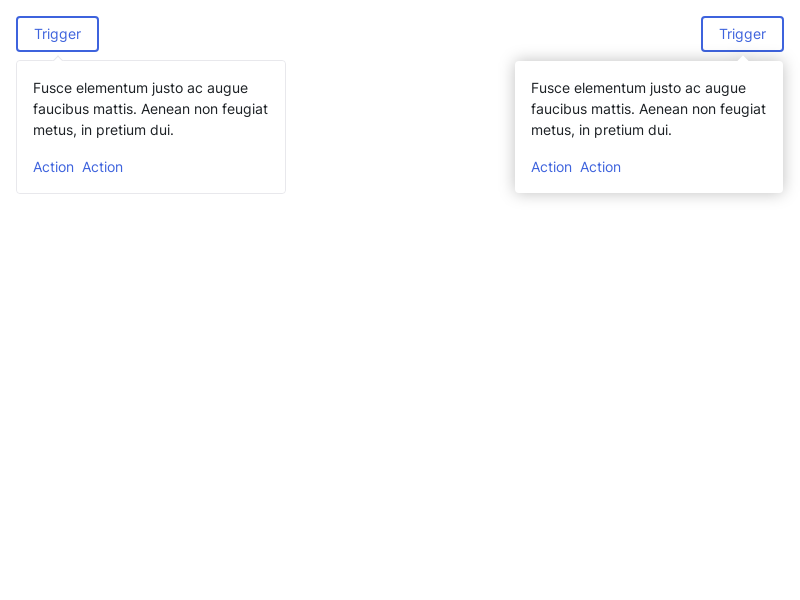 Trigger
Fusce elementum justo ac augue
faucibus mattis. Aenean non feugiat
metus, in pretium dui.
Action Action
Trigger
Fusce elementum justo ac augue
faucibus mattis. Aenean non feugiat
metus, in pretium dui.
Action Action